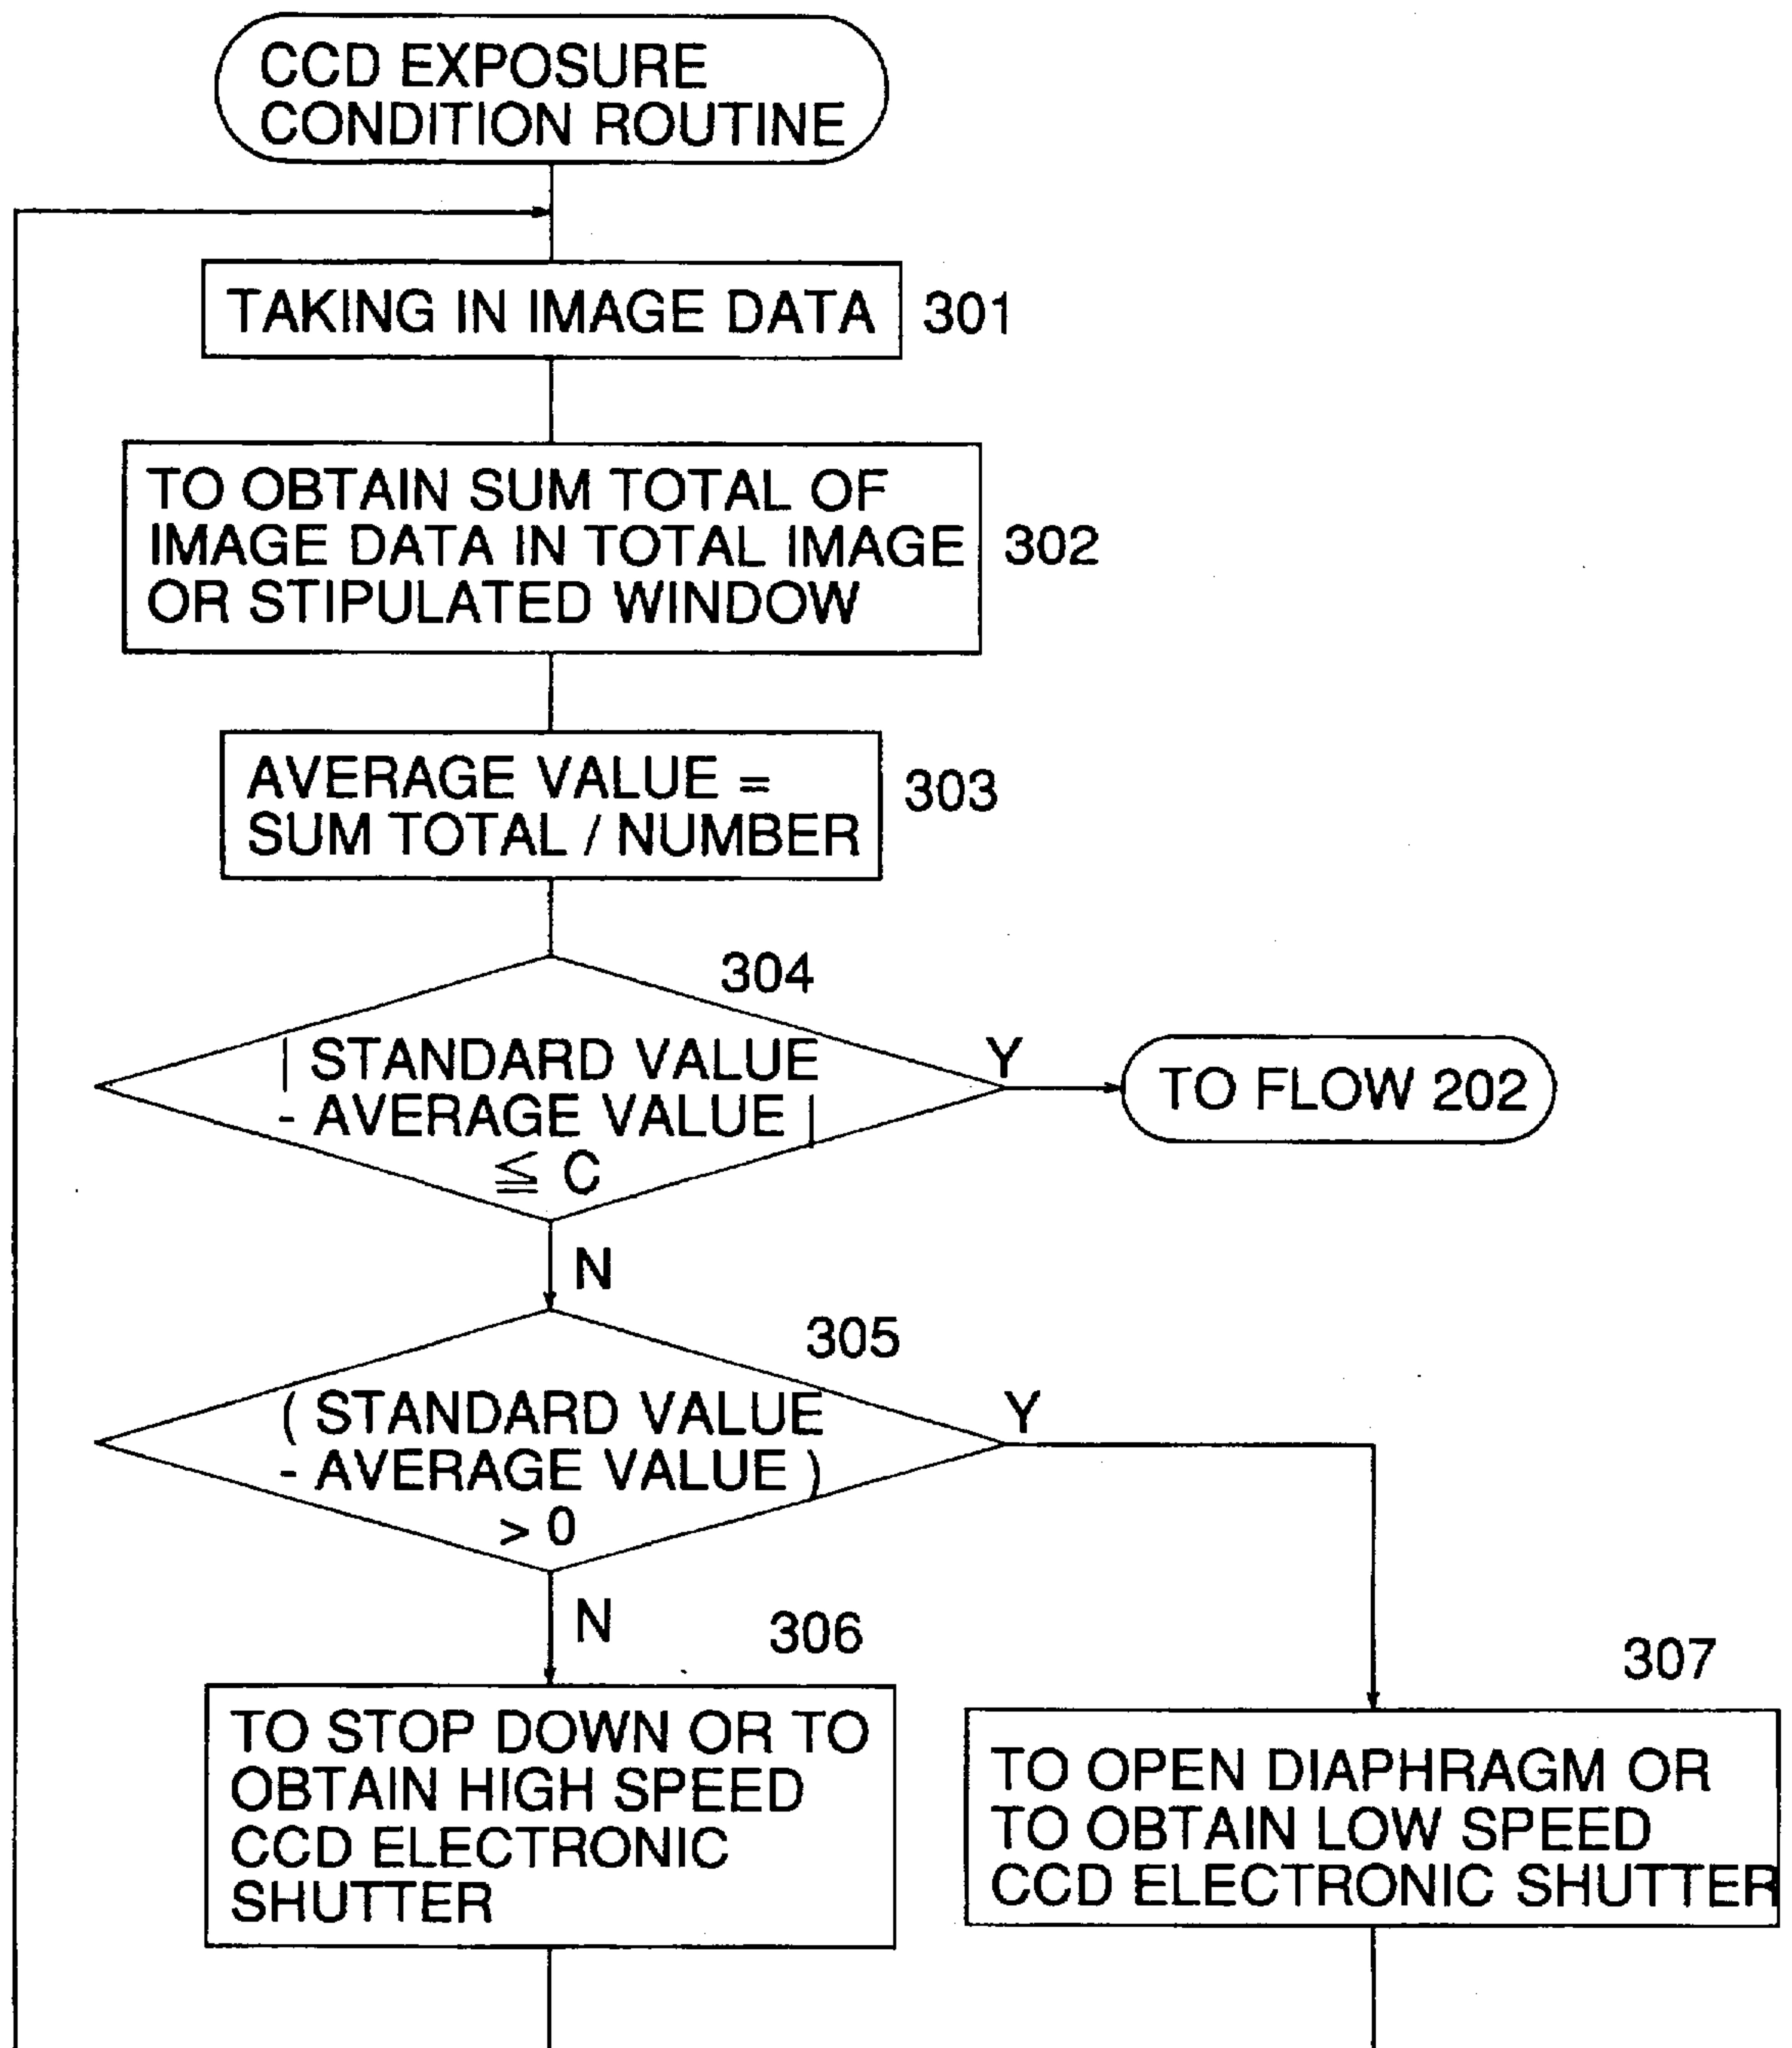 CCD EXPOSURE
CONDITION ROUTINE
TAKING IN IMAGE DATA
301
TO OBTAIN SUM TOTAL OF
IMAGE DATA IN TOTAL IMAGE
OR STIPULATED WINDOW
302
AVERAGE VALUE =
SUM TOTAL / NUMBER
303
304
| STANDARD VALUE
- AVERAGE VALUE |
≦ C
Y
TO FLOW 202
N
305
( STANDARD VALUE
- AVERAGE VALUE )
> 0
Y
N
306
TO STOP DOWN OR TO
OBTAIN HIGH SPEED
CCD ELECTRONIC
SHUTTER
307
TO OPEN DIAPHRAGM OR
TO OBTAIN LOW SPEED
CCD ELECTRONIC SHUTTER